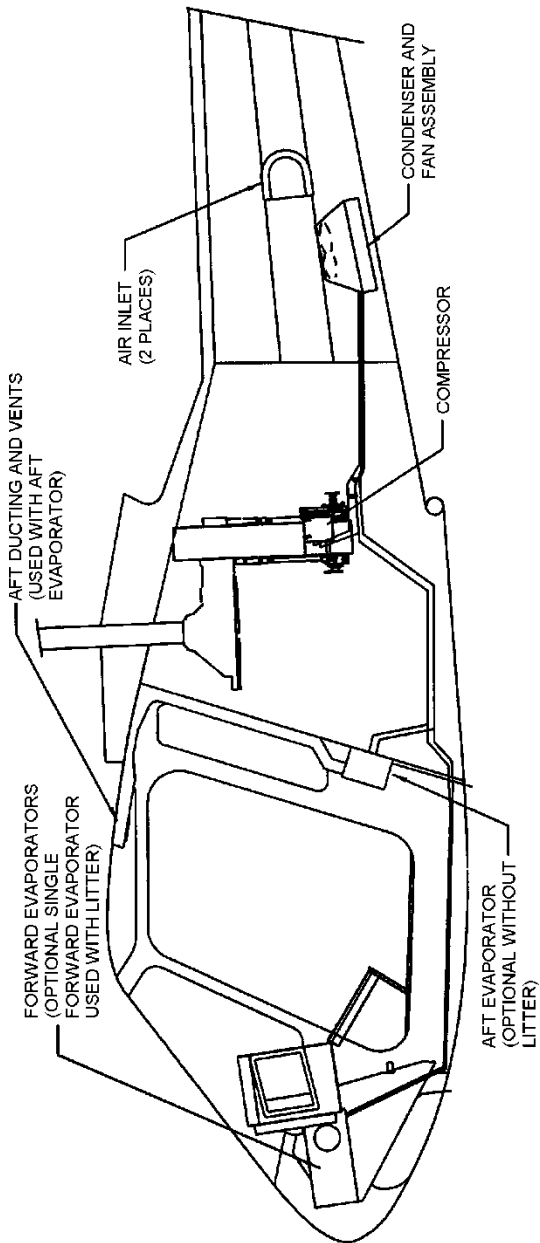 FORWARD EVAPORATORS
(OPTIONAL SINGLE
FORWARD EVAPORATOR
USED WITH LITTER)
AFT DUCTING AND VENTS
(USED WITH AFT
EVAPORATOR)
AIR INLET
(2 PLACES)
AFT EVAPORATOR
(OPTIONAL WITHOUT
LITTER)
COMPRESSOR
CONDENSER AND
FAN ASSEMBLY